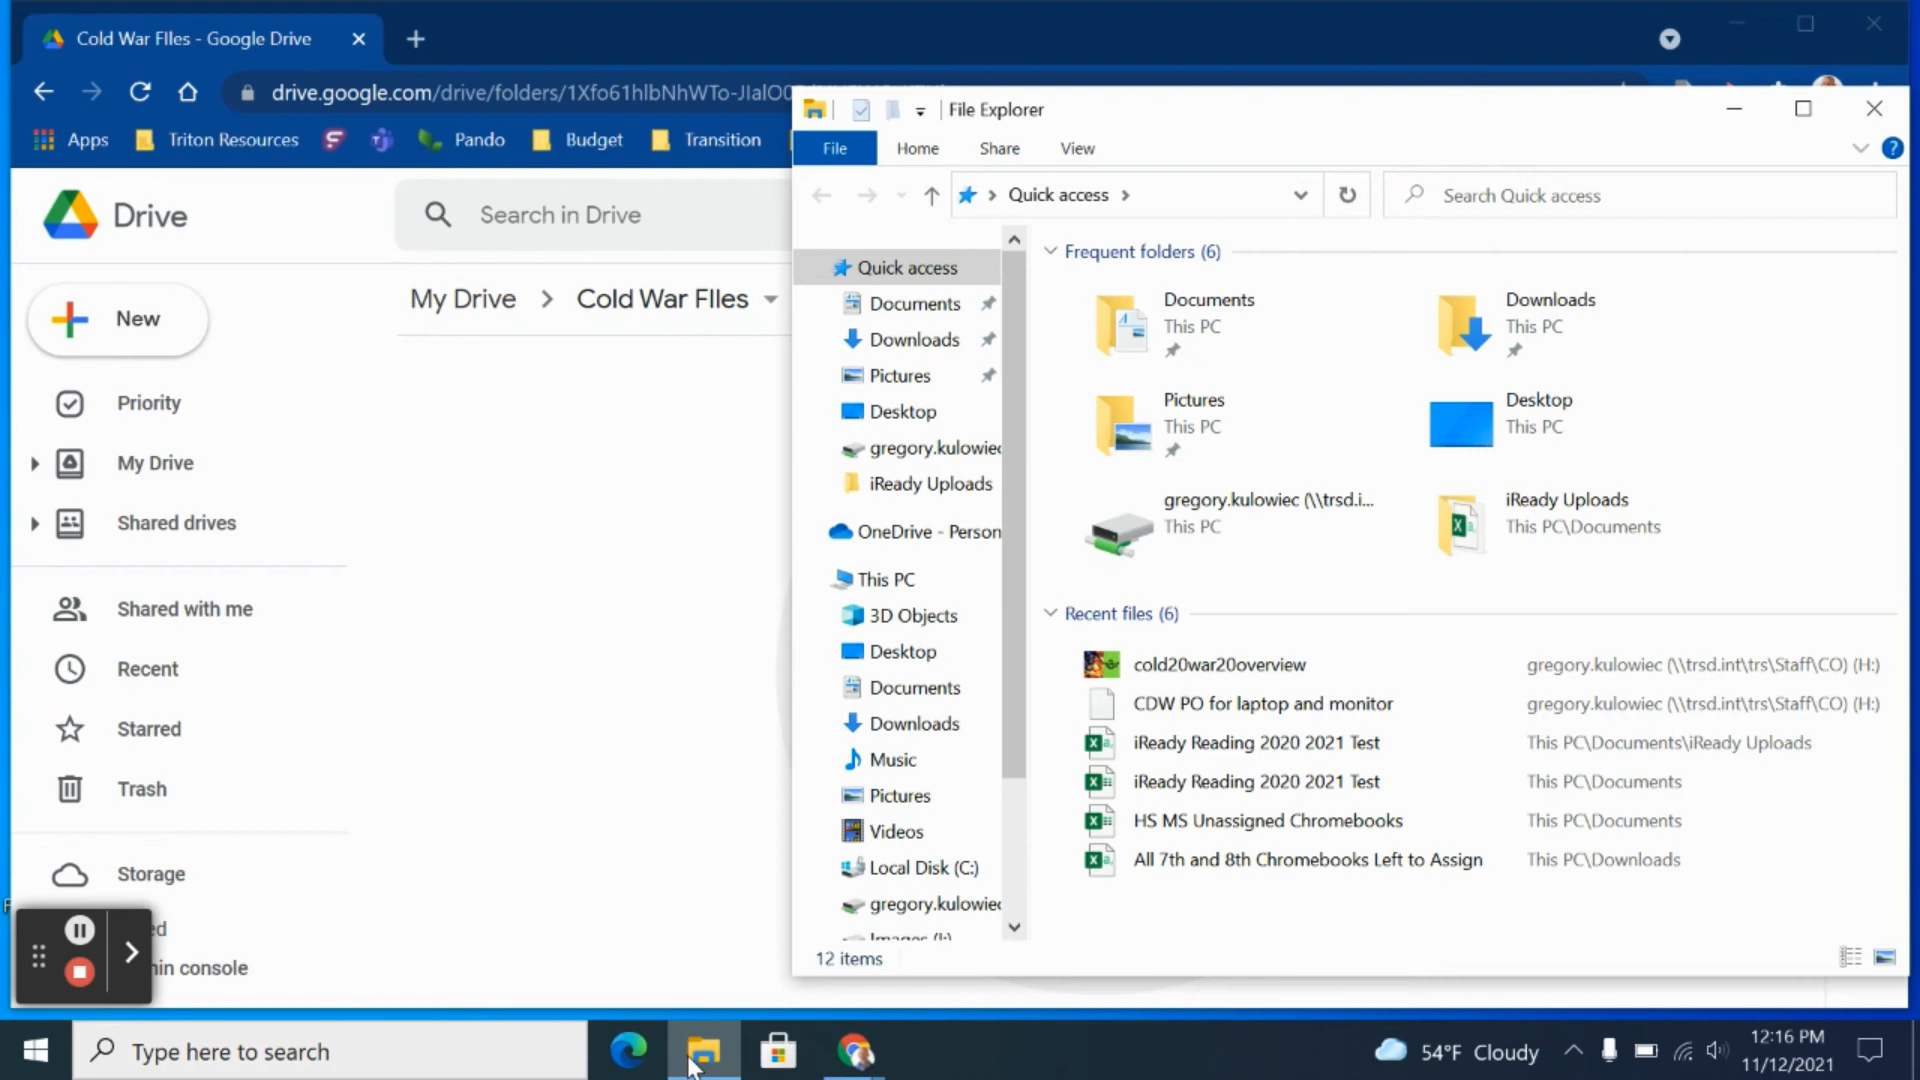 Cold War FIles - Google Drive
drive.google.com/drive/folders/1Xfo61hlbNhWTo-JIalO0
Apps
Triton Resources
Pando
Budget
Transition
Drive
Search in Drive
New
My Drive
Cold War FIles
Priority
My Drive
Shared drives
Shared with me
Recent
Starred
Trash
Storage
ed
in console
File Explorer
File
Home
Share
View
Quick access
Search Quick access
Quick access
Documents
Downloads
Pictures
Desktop
gregory.kulowiec
iReady Uploads
OneDrive - Person
This PC
3D Objects
Desktop
Documents
Downloads
Music
Pictures
Videos
Local Disk (C:)
gregory.kulowiec
Images (I:)
12 items
Frequent folders (6)
Documents
This PC
Downloads
This PC
Pictures
This PC
Desktop
This PC
gregory.kulowiec (\\trsd.i...
This PC
iReady Uploads
This PC\Documents
Recent files (6)
cold20war20overview gregory.kulowiec (\\trsd.int\trs\Staff\CO) (H:)
CDW PO for laptop and monitor gregory.kulowiec (\\trsd.int\trs\Staff\CO) (H:)
iReady Reading 2020 2021 Test This PC\Documents\iReady Uploads
iReady Reading 2020 2021 Test This PC\Documents
HS MS Unassigned Chromebooks This PC\Documents
All 7th and 8th Chromebooks Left to Assign This PC\Downloads
Type here to search
54°F Cloudy
12:16 PM
11/12/2021